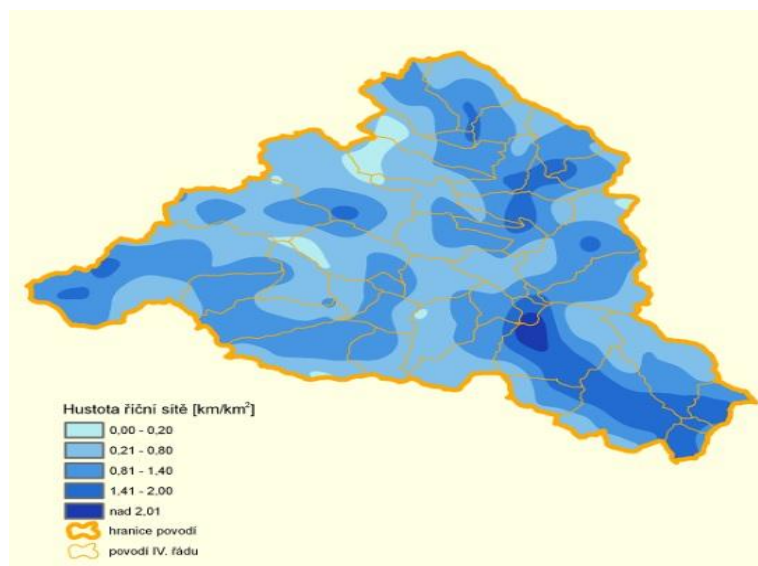 Hustota říční sítě [km/km²]
0,00 - 0,20
0,21 - 0,80
0,81 - 1,40
1,41 - 2,00
nad 2,01
hranice povodí
povodí IV. řádu